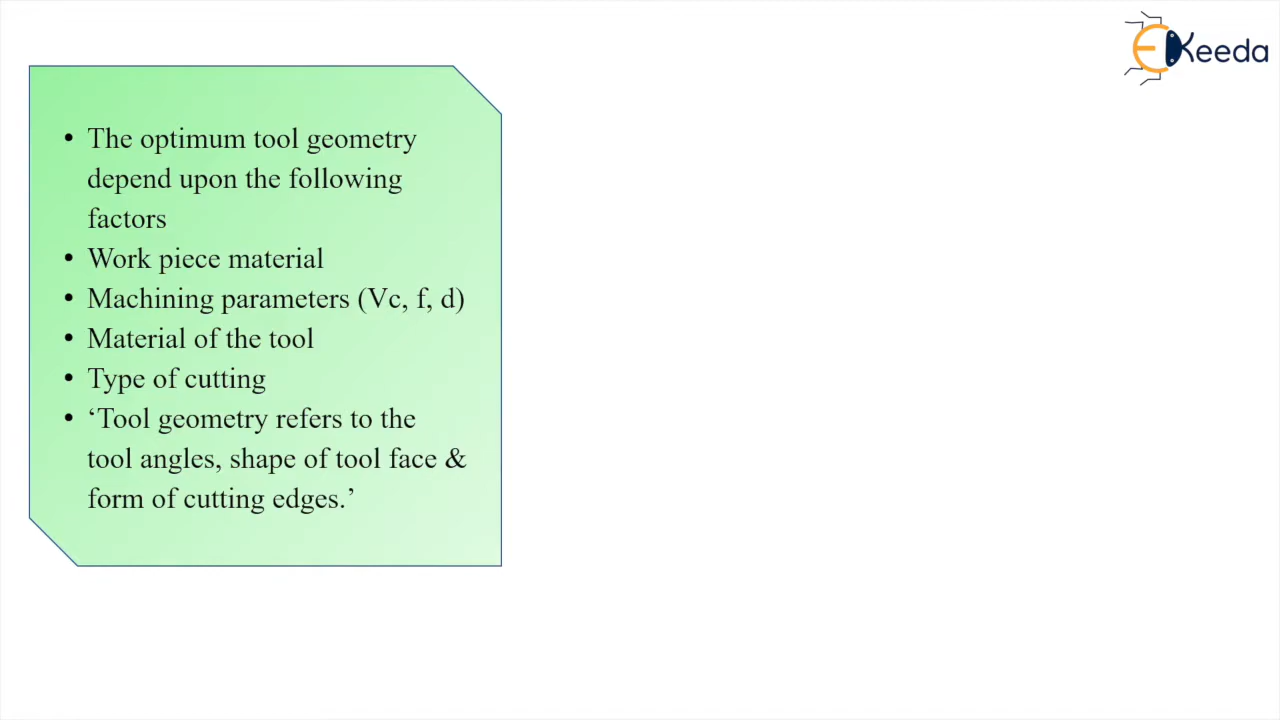 EKeeda
• The optimum tool geometry
depend upon the following
factors
• Work piece material
• Machining parameters (Vc, f, d)
• Material of the tool
• Type of cutting
• ‘Tool geometry refers to the
tool angles, shape of tool face &
form of cutting edges.’